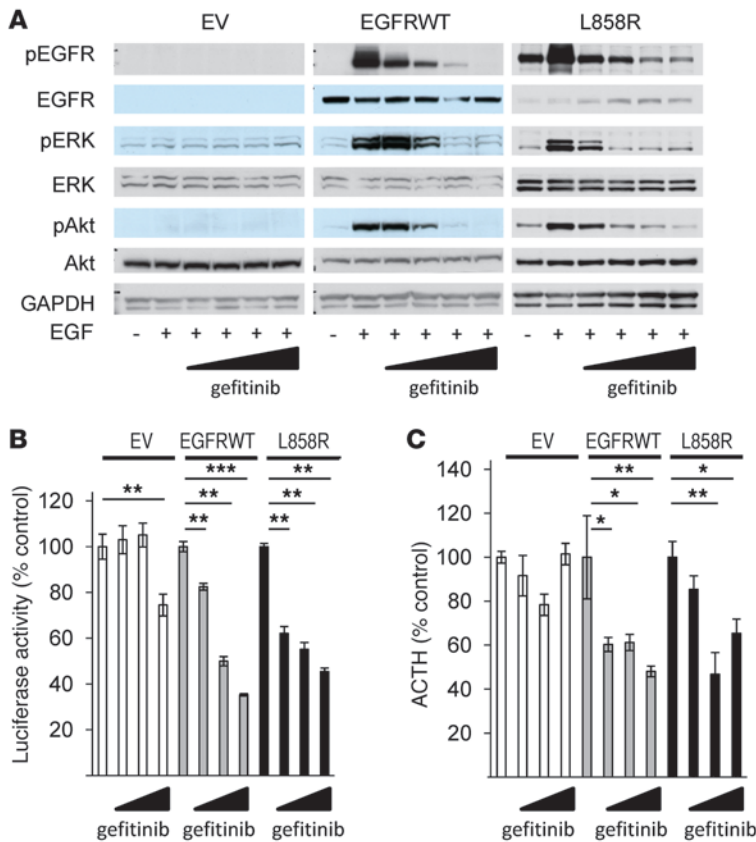 A
EV EGFRWT L858R
pEGFR
EGFR
pERK
ERK
pAkt
Akt
GAPDH
EGF - + + + + + - + + + + + - + + + + +
gefitinib gefitinib gefitinib
B
EV EGFRWT L858R
*** **
** ** **
** **
Luciferase activity (% control)
120
100
80
60
40
20
gefitinib gefitinib gefitinib
C
EV EGFRWT L858R
** *
* **
*
ACTH (% control)
140
120
100
80
60
40
20
gefitinib gefitinib gefitinib